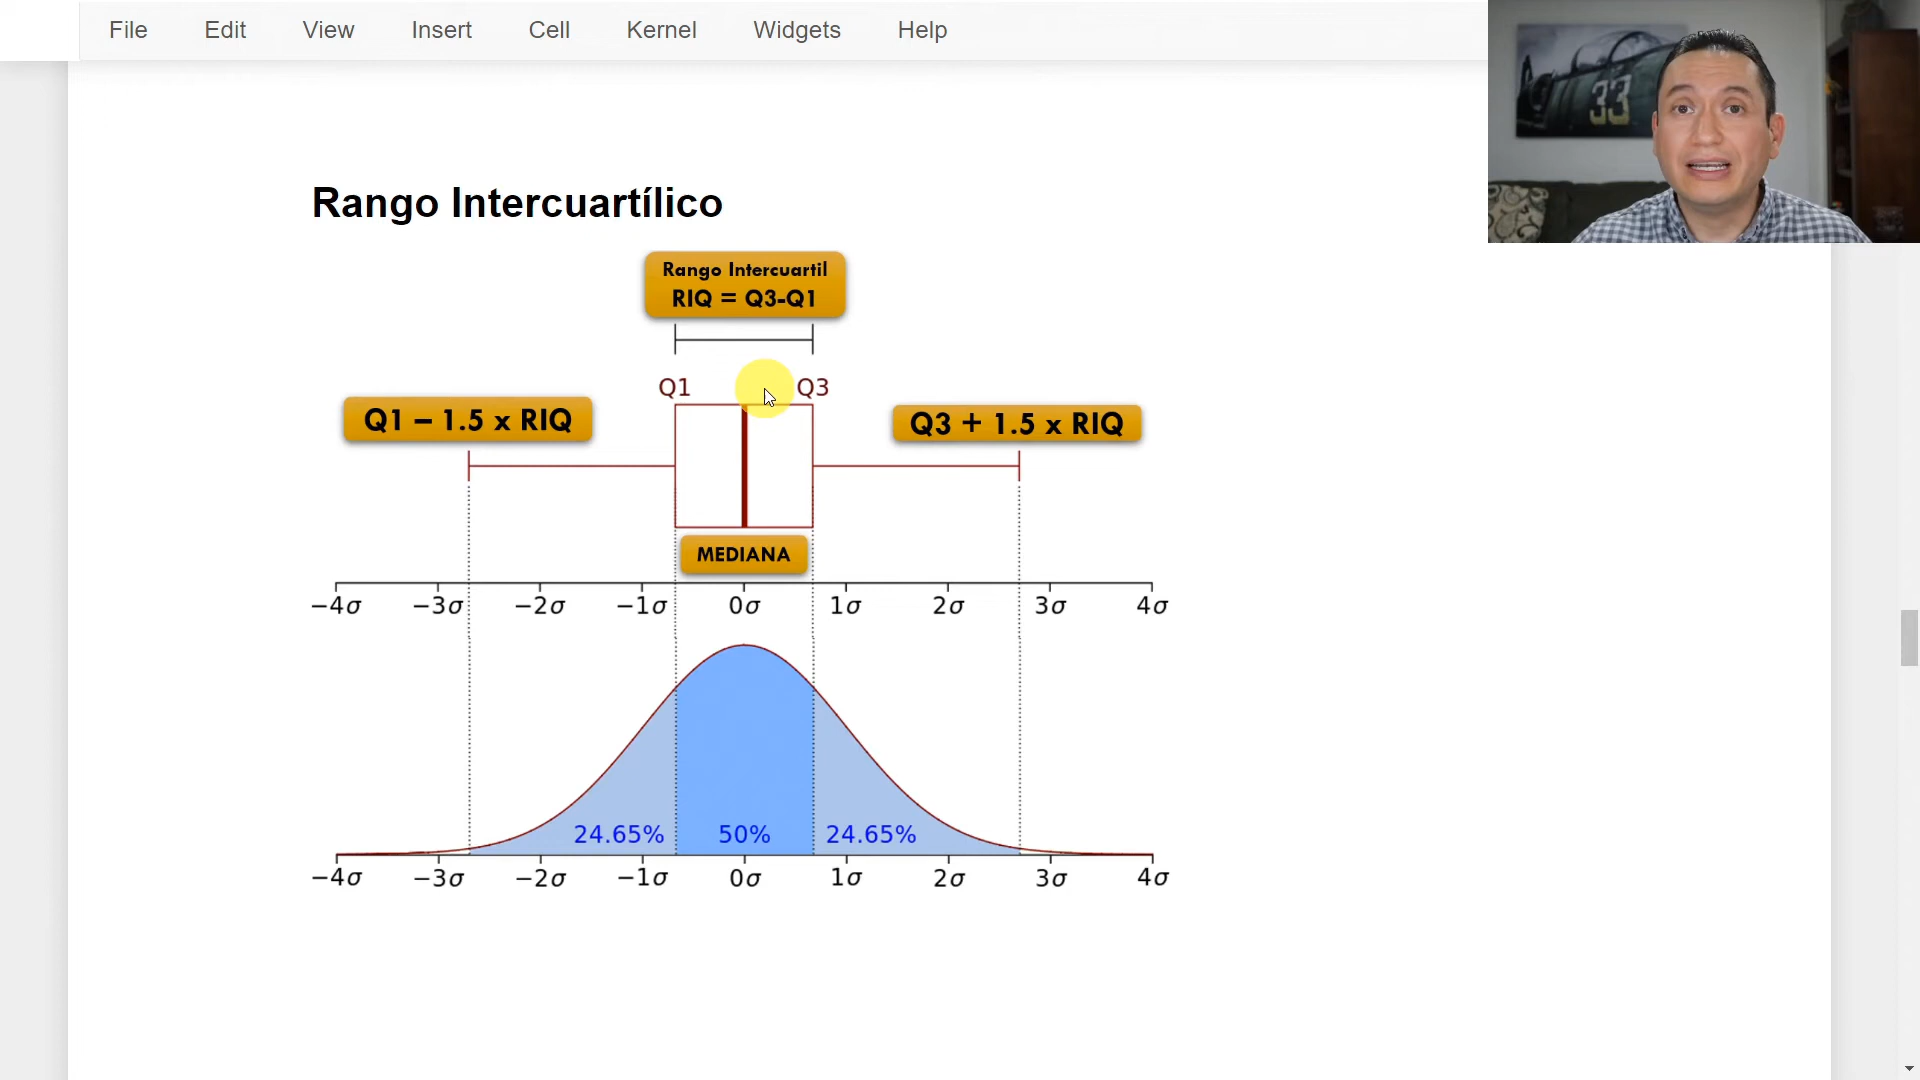 File Edit View Insert Cell Kernel Widgets Help
33
Rango Intercuartílico
Rango Intercuartil
RIQ = Q3-Q1
Q1 Q3
Q1 – 1.5 x RIQ
Q3 + 1.5 x RIQ
MEDIANA
−4σ −3σ −2σ −1σ 0σ 1σ 2σ 3σ 4σ
24.65% 50% 24.65%
−4σ −3σ −2σ −1σ 0σ 1σ 2σ 3σ 4σ